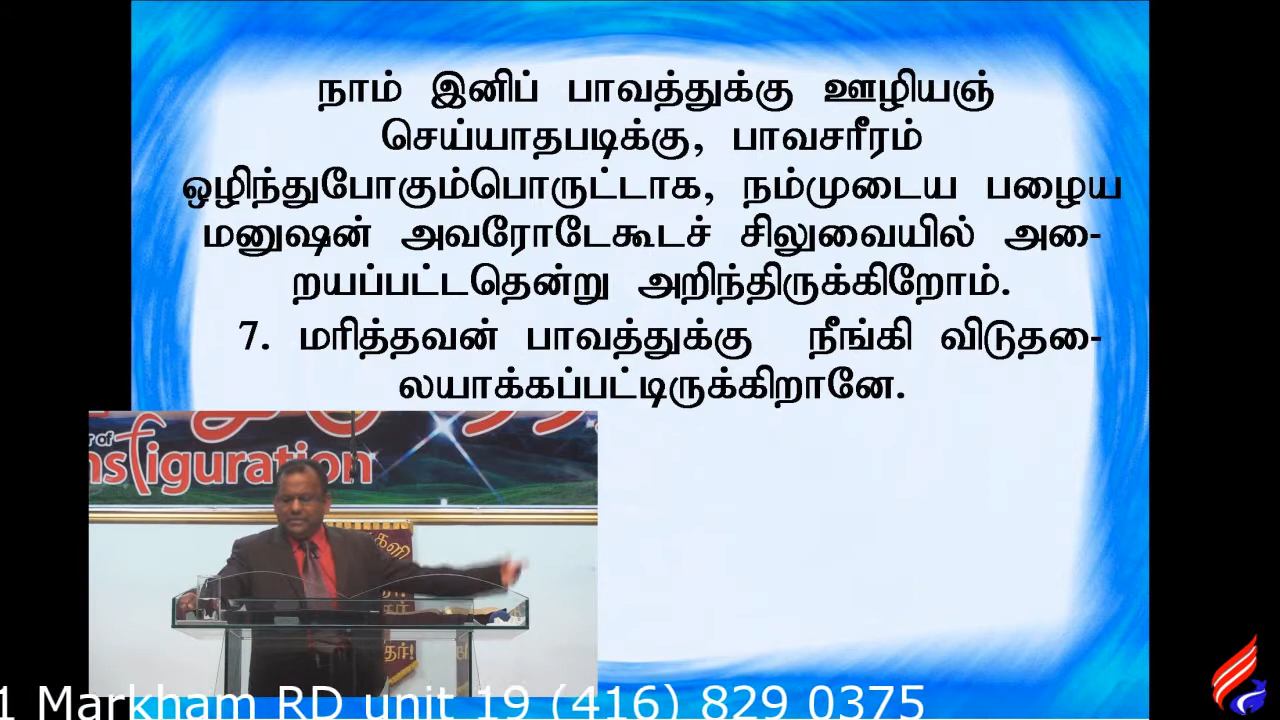 நாம் இனிப் பாவத்துக்கு ஊழியஞ்
செய்யாதபடிக்கு, பாவசரீரம்
ஒழிந்துபோகும்பொருட்டாக, நம்முடைய பழைய
மனுஷன் அவரோடேகூடச் சிலுவையில் அறை-
றயப்பட்டதென்று அறிந்திருக்கிறோம்.
7. மரித்தவன் பாவத்துக்கு நீங்கி விடுதலை-
லயாக்கப்பட்டிருக்கிறானே.
r of
nsfiguration
1 Markham RD unit 19 (416) 829 0375